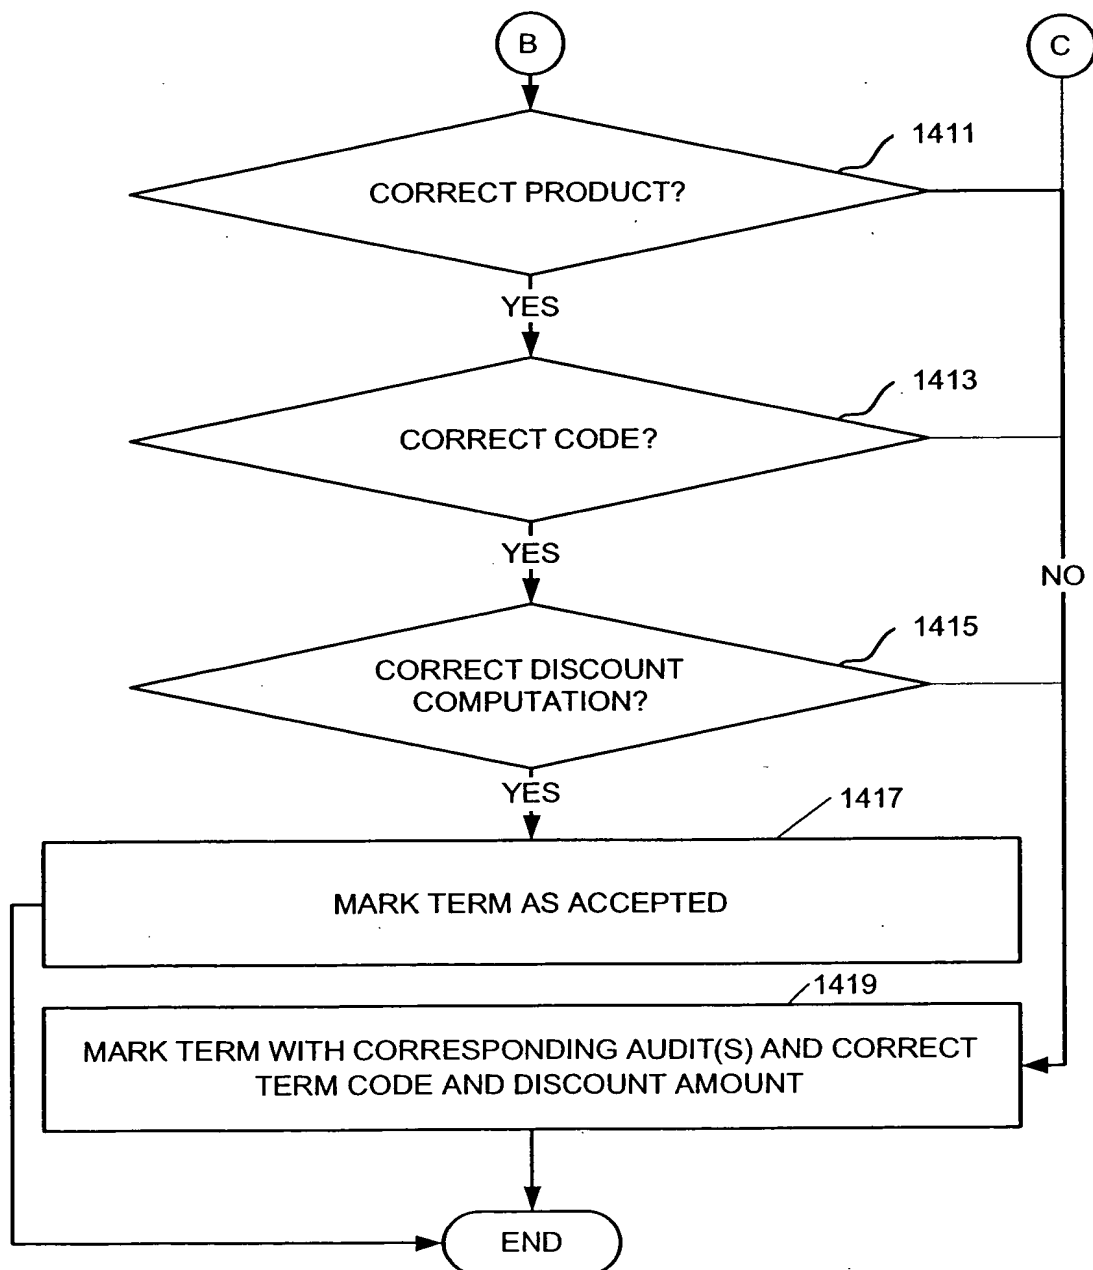 B
C
1411
CORRECT PRODUCT?
YES
1413
CORRECT CODE?
YES
NO
1415
CORRECT DISCOUNT
COMPUTATION?
YES
1417
MARK TERM AS ACCEPTED
1419
MARK TERM WITH CORRESPONDING AUDIT(S) AND CORRECT
TERM CODE AND DISCOUNT AMOUNT
END